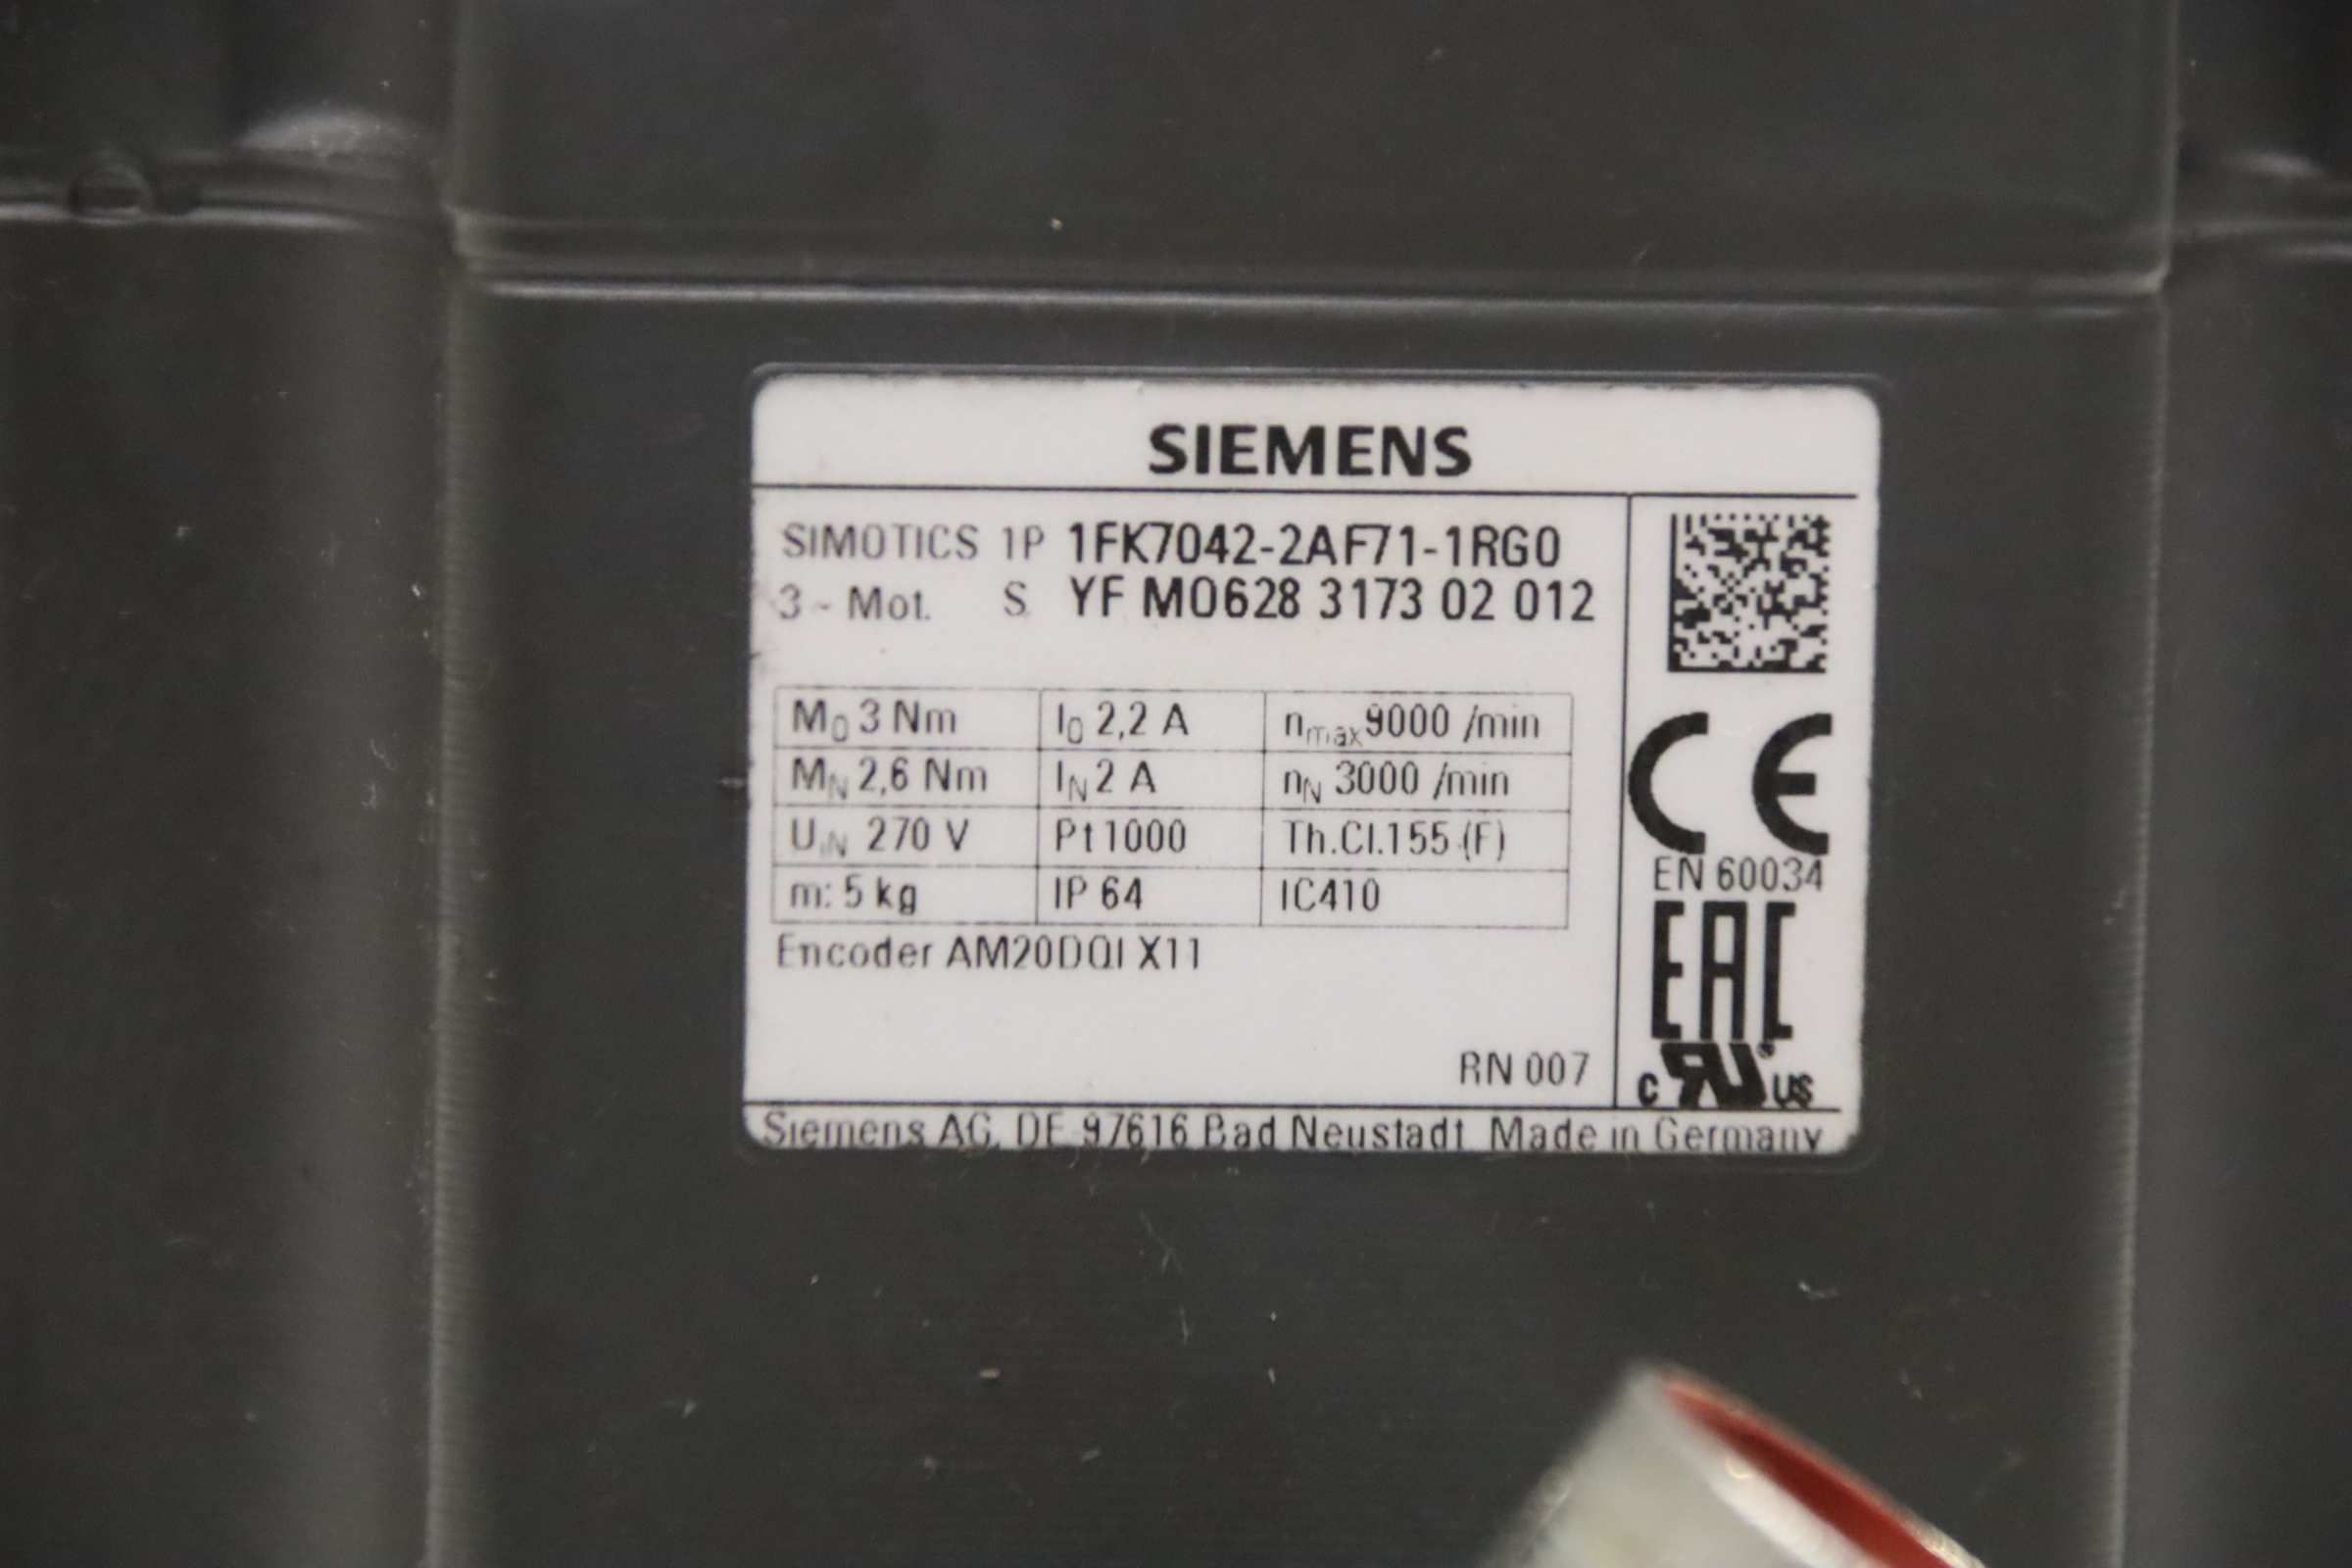 SIEMENS
SIMOTICS 1P 1FK7042-2AF71-1RG0
3 ~ Mot. S YF M0628 3173 02 012
M0 3 Nm I0 2,2 A nmax 9000 /min
MN 2,6 Nm IN 2 A nN 3000 /min
UIN 270 V Pt1000 Th.Cl.155 (F)
m: 5 kg IP 64 IC410
Encoder AM20DQI X11
RN 007
CE
EN 60034
EAC
c RU® US
Siemens AG, DE-97616 Bad Neustadt Made in Germany